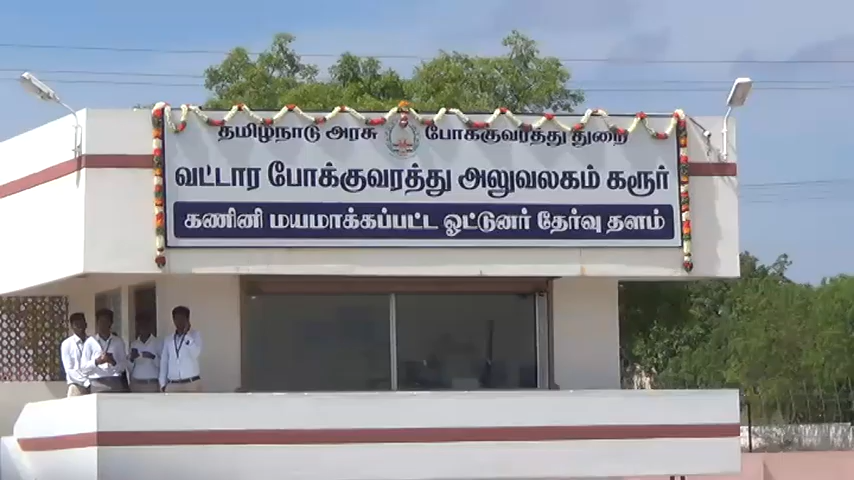 தமிழ்நாடு அரசு போக்குவரத்து துறை
வட்டார போக்குவரத்து அலுவலகம் கரூர்
கணினி மயமாக்கப்பட்ட ஓட்டுனர் தேர்வு தளம்